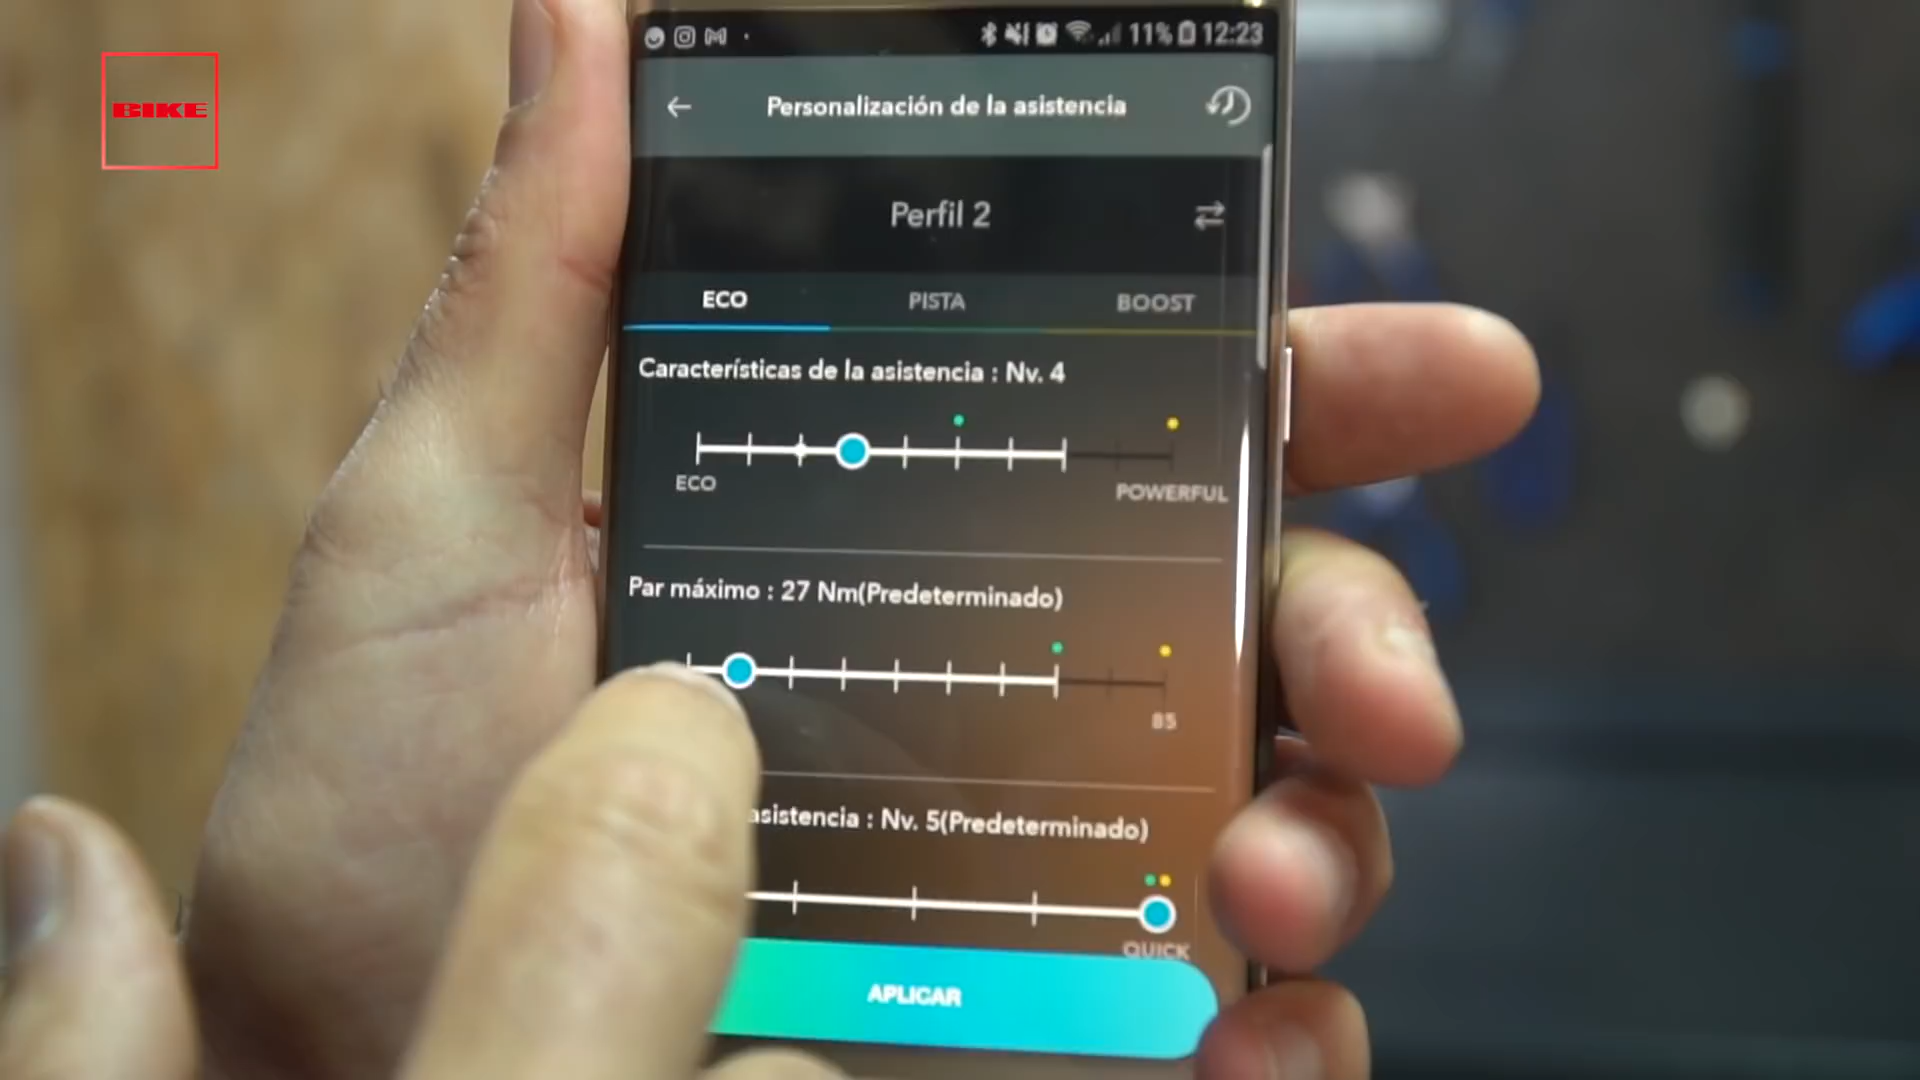 BIKE
11% 12:23
Personalización de la asistencia
Perfil 2
ECO PISTA BOOST
Características de la asistencia : Nv. 4
ECO POWERFUL
Par máximo : 27 Nm(Predeterminado)
85
asistencia : Nv. 5(Predeterminado)
QUICK
APLICAR